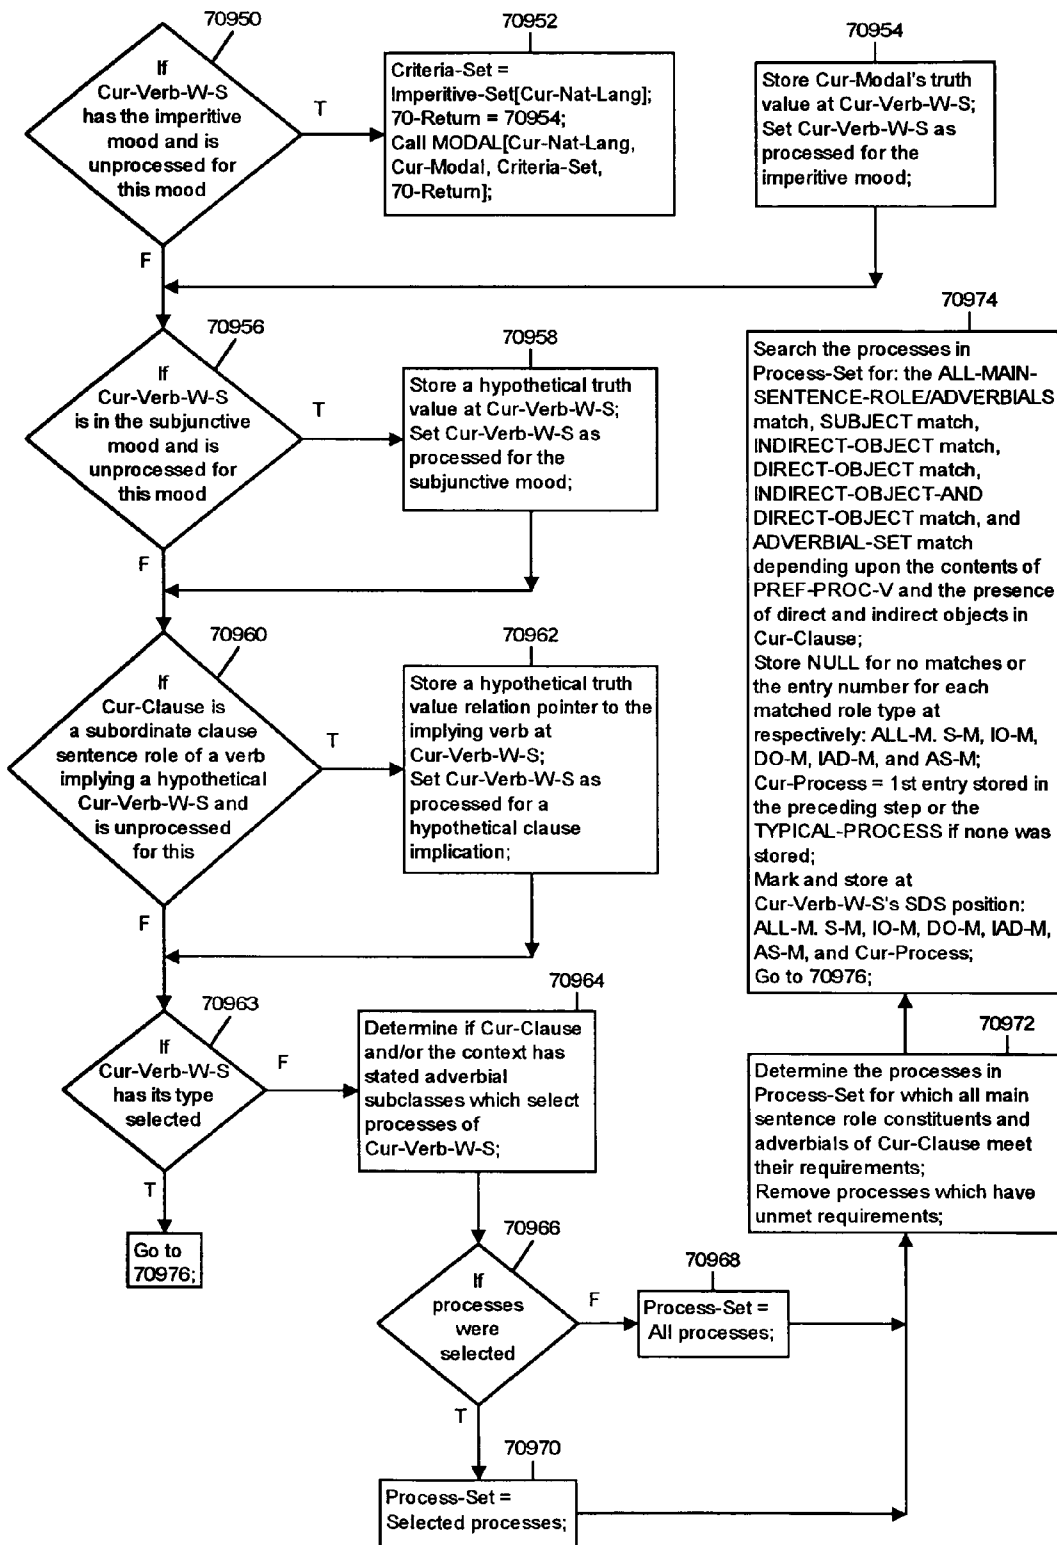 70950
If
Cur-Verb-W-S
has the imperitive
mood and is
unprocessed for
this mood
T
F
70952
Criteria-Set =
Imperitive-Set[Cur-Nat-Lang];
70-Return = 70954;
Call MODAL[Cur-Nat-Lang,
Cur-Modal, Criteria-Set,
70-Return];
70954
Store Cur-Modal's truth
value at Cur-Verb-W-S;
Set Cur-Verb-W-S as
processed for the
imperitive mood;
70956
If
Cur-Verb-W-S
is in the subjunctive
mood and is
unprocessed for
this mood
T
F
70958
Store a hypothetical truth
value at Cur-Verb-W-S;
Set Cur-Verb-W-S as
processed for the
subjunctive mood;
70960
If
Cur-Clause is
a subordinate clause
sentence role of a verb
implying a hypothetical
Cur-Verb-W-S and
is unprocessed
for this
T
F
70962
Store a hypothetical truth
value relation pointer to the
implying verb at
Cur-Verb-W-S;
Set Cur-Verb-W-S as
processed for a
hypothetical clause
implication;
70963
If
Cur-Verb-W-S
has its type
selected
F
T
Go to
70976;
70964
Determine if Cur-Clause
and/or the context has
stated adverbial
subclasses which select
processes of
Cur-Verb-W-S;
70966
If
processes
were
selected
F
T
70968
Process-Set =
All processes;
70970
Process-Set =
Selected processes;
70972
Determine the processes in
Process-Set for which all main
sentence role constituents and
adverbials of Cur-Clause meet
their requirements;
Remove processes which have
unmet requirements;
70974
Search the processes in
Process-Set for: the ALL-MAIN-
SENTENCE-ROLE/ADVERBIALS
match, SUBJECT match,
INDIRECT-OBJECT match,
DIRECT-OBJECT match,
INDIRECT-OBJECT-AND
DIRECT-OBJECT match, and
ADVERBIAL-SET match
depending upon the contents of
PREF-PROC-V and the presence
of direct and indirect objects in
Cur-Clause;
Store NULL for no matches or
the entry number for each
matched role type at
respectively: ALL-M. S-M, IO-M,
DO-M, IAD-M, and AS-M;
Cur-Process = 1st entry stored in
the preceding step or the
TYPICAL-PROCESS if none was
stored;
Mark and store at
Cur-Verb-W-S's SDS position:
ALL-M. S-M, IO-M, DO-M, IAD-M,
AS-M, and Cur-Process;
Go to 70976;